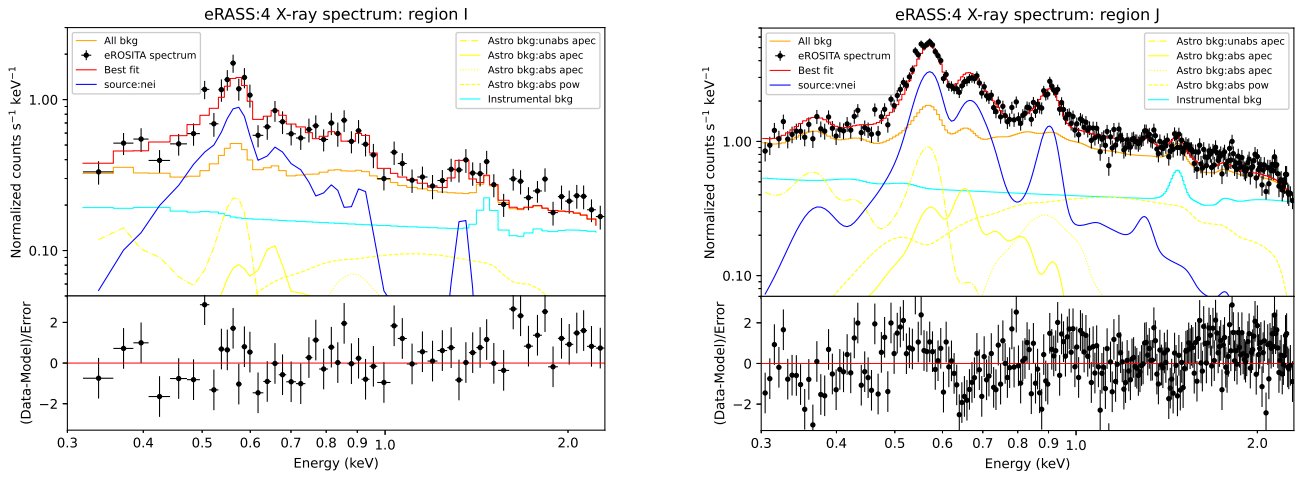 eRASS:4 X-ray spectrum: region I
All bkg
eROSITA spectrum
Best fit
source:nei
Astro bkg:unabs apec
Astro bkg:abs apec
Astro bkg:abs apec
Astro bkg:abs pow
Instrumental bkg
Normalized counts s⁻¹ keV⁻¹
1.00
0.10
(Data-Model)/Error
2
0
−2
0.3 0.4 0.5 0.6 0.7 0.8 0.9 1.0 2.0
Energy (keV)
eRASS:4 X-ray spectrum: region J
All bkg
eROSITA spectrum
Best fit
source:vnei
Astro bkg:unabs apec
Astro bkg:abs apec
Astro bkg:abs apec
Astro bkg:abs pow
Instrumental bkg
Normalized counts s⁻¹ keV⁻¹
1.00
0.10
(Data-Model)/Error
2
0
−2
0.3 0.4 0.5 0.6 0.7 0.8 0.9 1.0 2.0
Energy (keV)